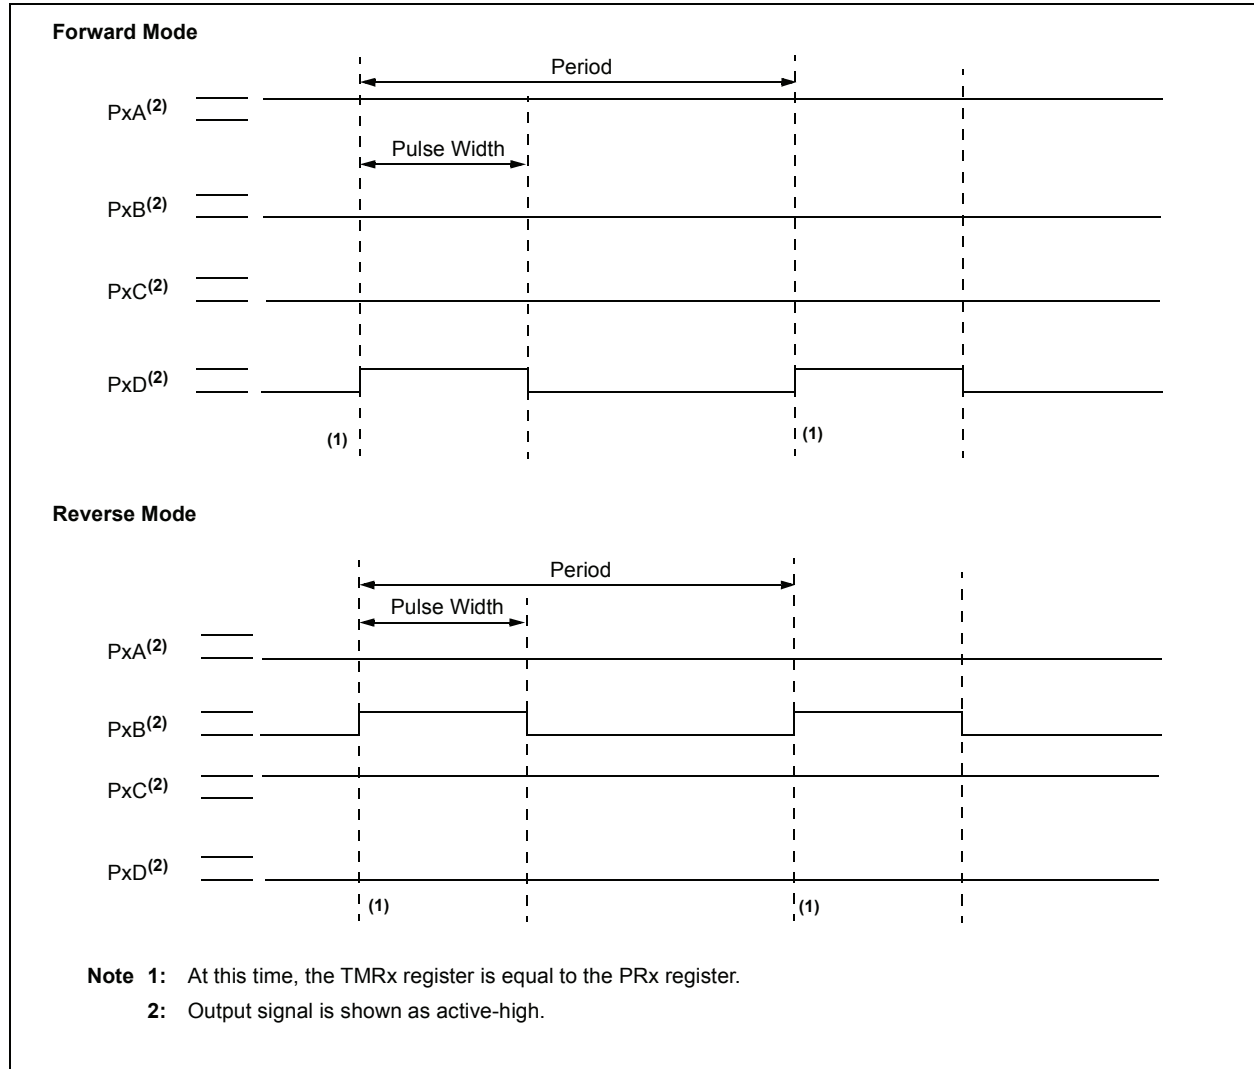 Forward Mode
Period
PxA(2)
Pulse Width
PxB(2)
PxC(2)
PxD(2)
(1)
(1)
Reverse Mode
Period
Pulse Width
PxA(2)
PxB(2)
PxC(2)
PxD(2)
(1)
(1)
Note 1: At this time, the TMRx register is equal to the PRx register.
2: Output signal is shown as active-high.